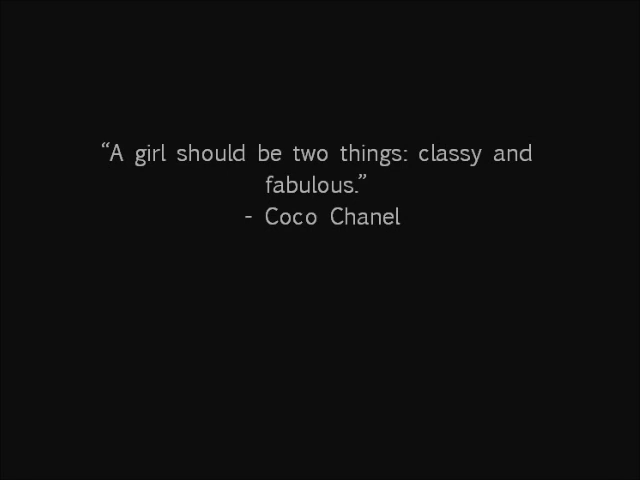 “A girl should be two things: classy and
fabulous.”
- Coco Chanel